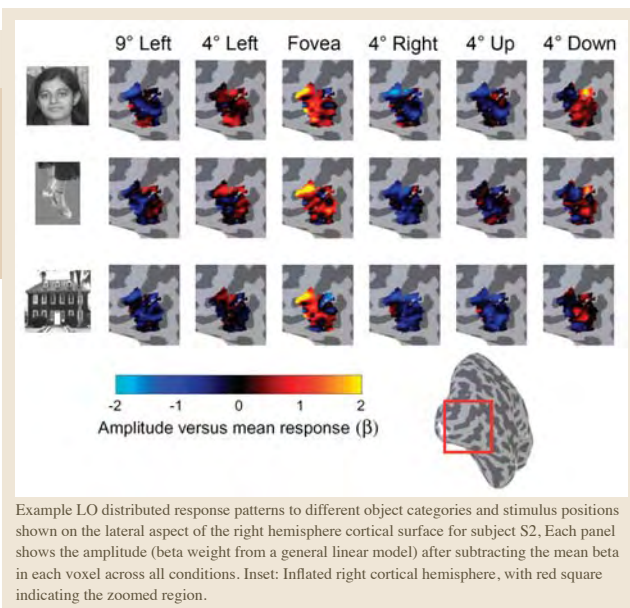 9° Left 4° Left Fovea 4° Right 4° Up 4° Down
-2 -1 0 1 2
Amplitude versus mean response (β)
Example LO distributed response patterns to different object categories and stimulus positions
shown on the lateral aspect of the right hemisphere cortical surface for subject S2, Each panel
shows the amplitude (beta weight from a general linear model) after subtracting the mean beta
in each voxel across all conditions. Inset: Inflated right cortical hemisphere, with red square
indicating the zoomed region.